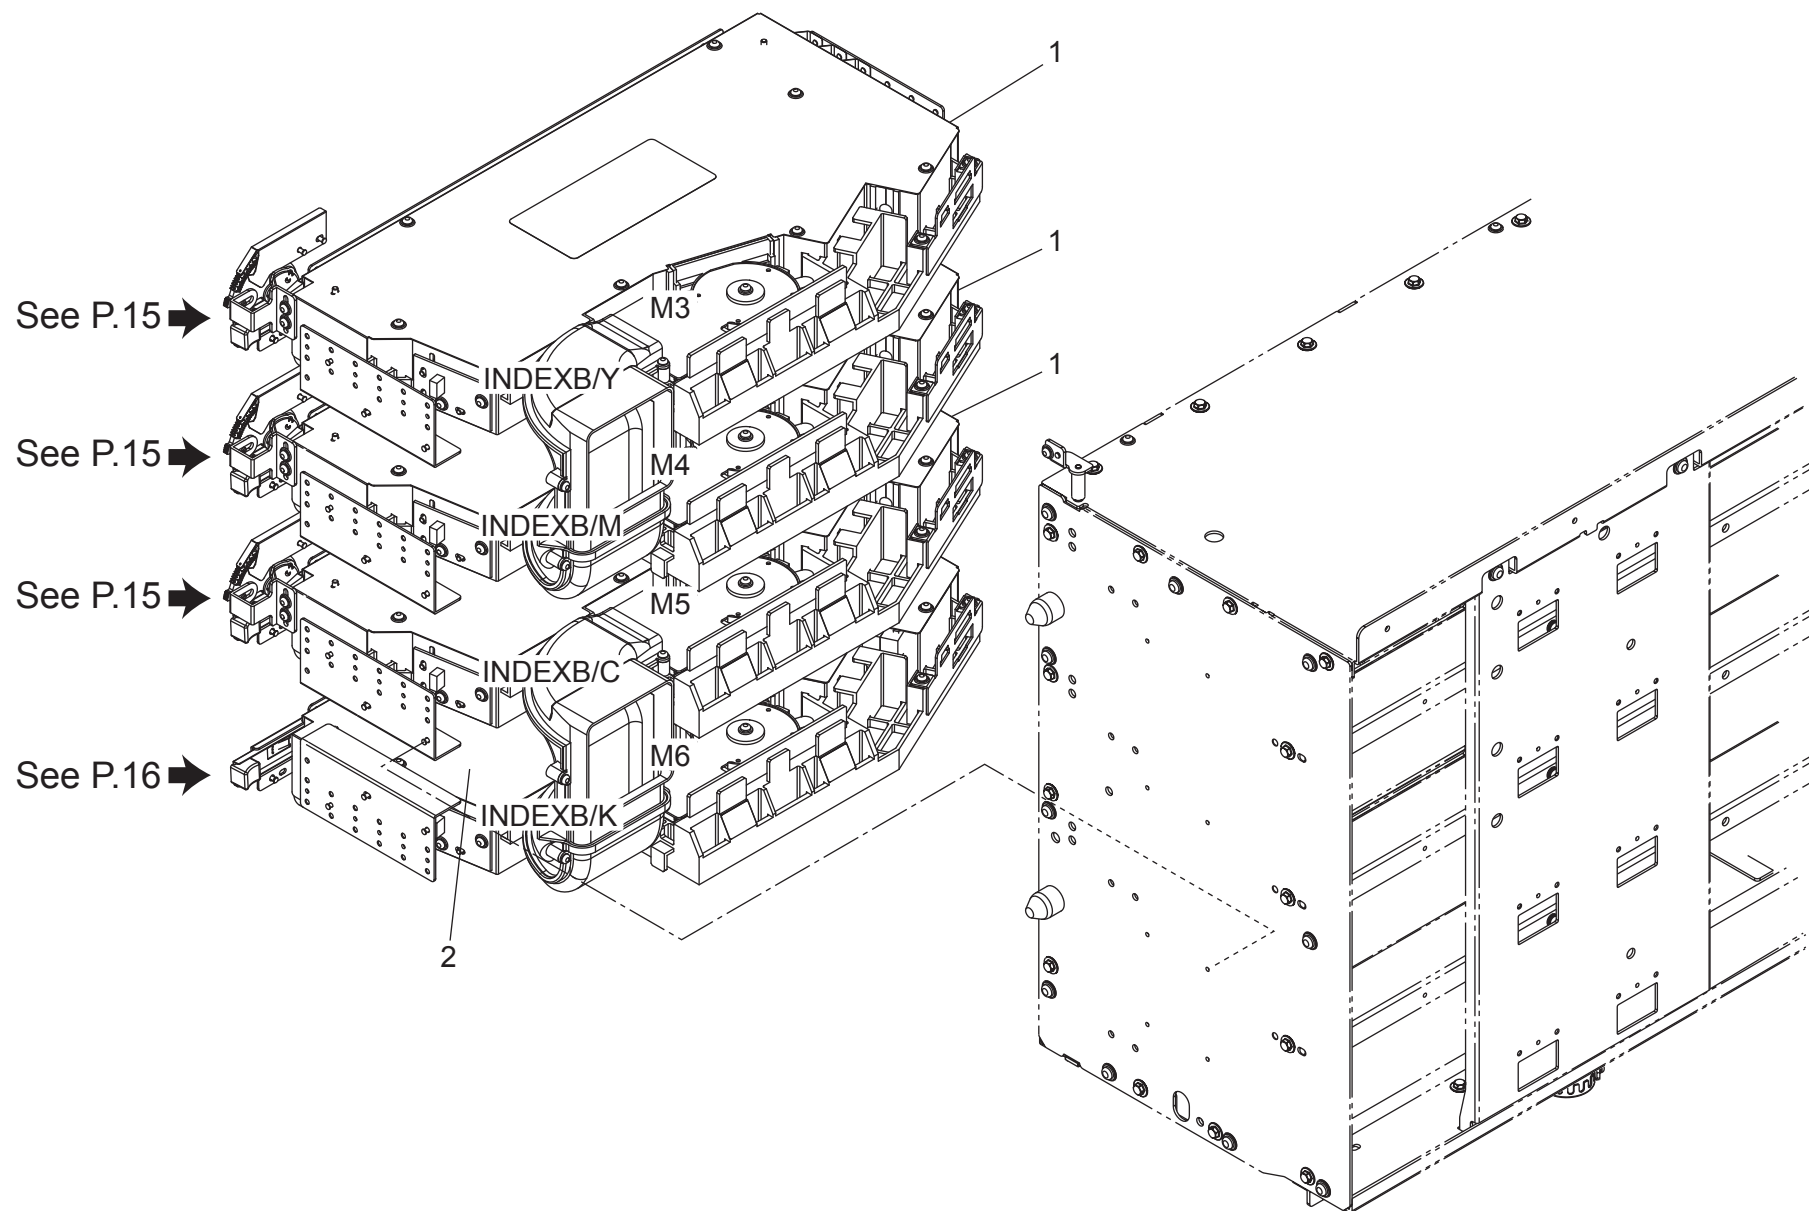 1
1
See P.15
M3
1
INDEXB/Y
See P.15
M4
INDEXB/M
See P.15
M5
INDEXB/C
M6
See P.16
INDEXB/K
2